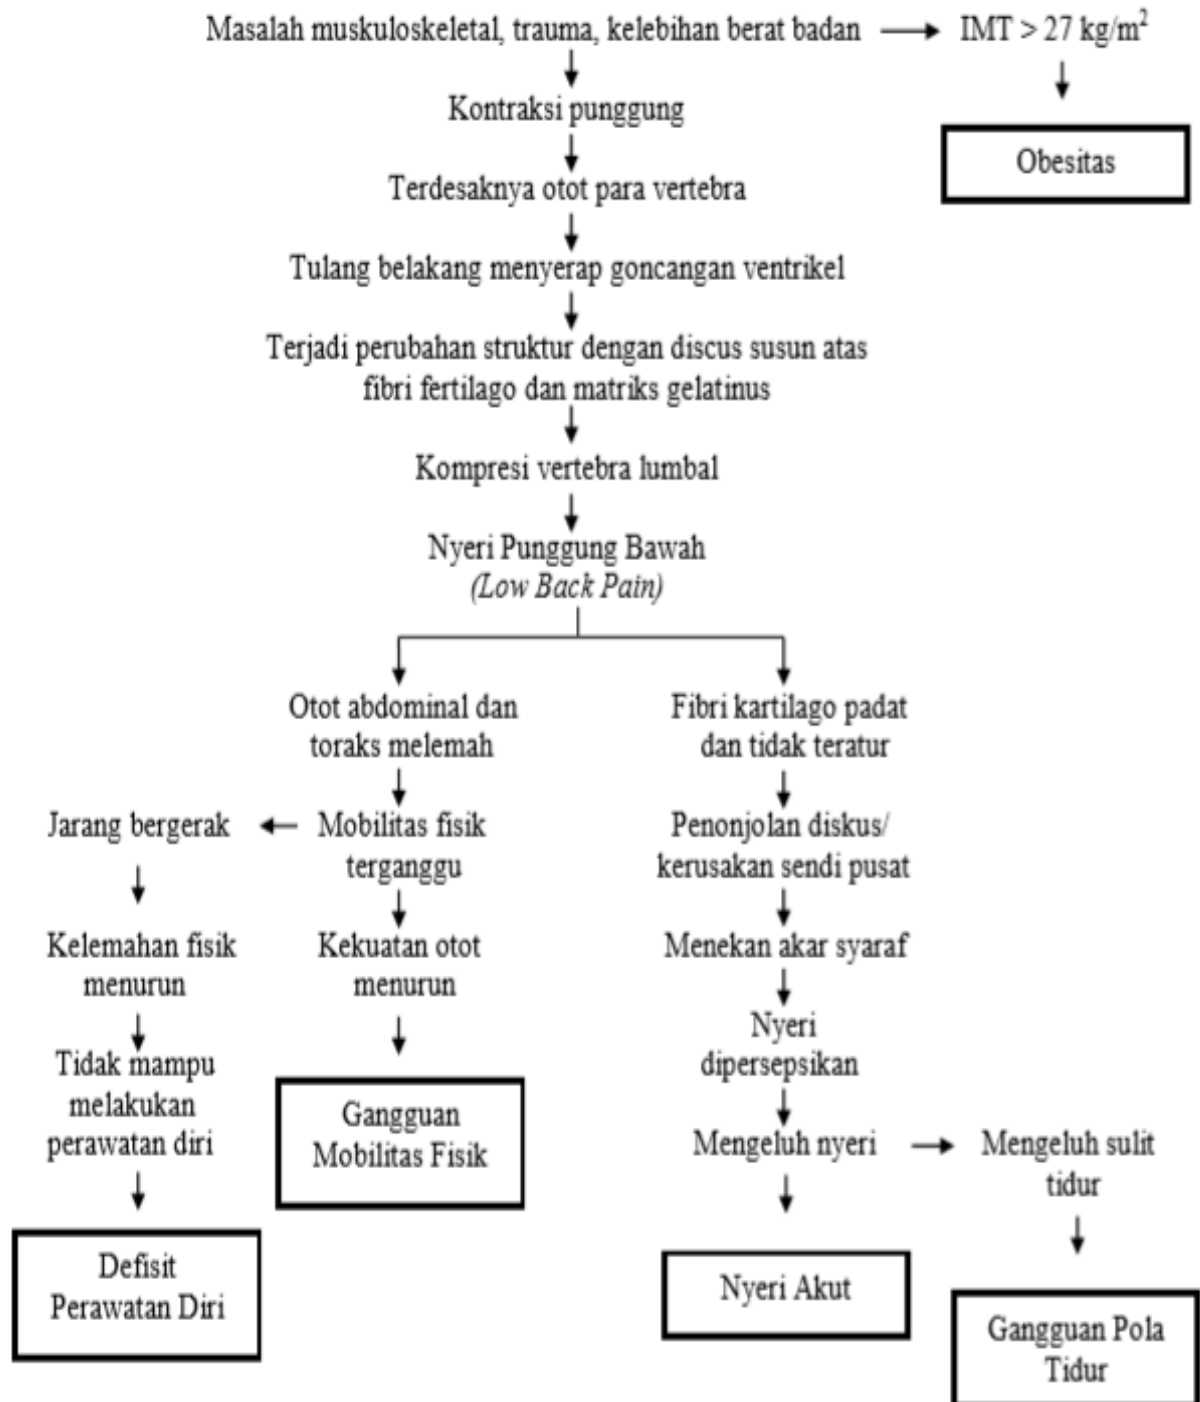 Masalah muskuloskeletal, trauma, kelebihan berat badan
IMT > 27 kg/m²
Obesitas
Kontraksi punggung
Terdesaknya otot para vertebra
Tulang belakang menyerap goncangan ventrikel
Terjadi perubahan struktur dengan discus susun atas
fibri fertilago dan matriks gelatinus
Kompresi vertebra lumbal
Nyeri Punggung Bawah
(Low Back Pain)
Otot abdominal dan
toraks melemah
Fibri kartilago padat
dan tidak teratur
Jarang bergerak
Mobilitas fisik
terganggu
Penonjolan diskus/
kerusakan sendi pusat
Kelemahan fisik
menurun
Kekuatan otot
menurun
Menekan akar syaraf
Nyeri
dipersepsikan
Tidak mampu
melakukan
perawatan diri
Gangguan
Mobilitas Fisik
Mengeluh nyeri
Mengeluh sulit
tidur
Defisit
Perawatan Diri
Nyeri Akut
Gangguan Pola
Tidur